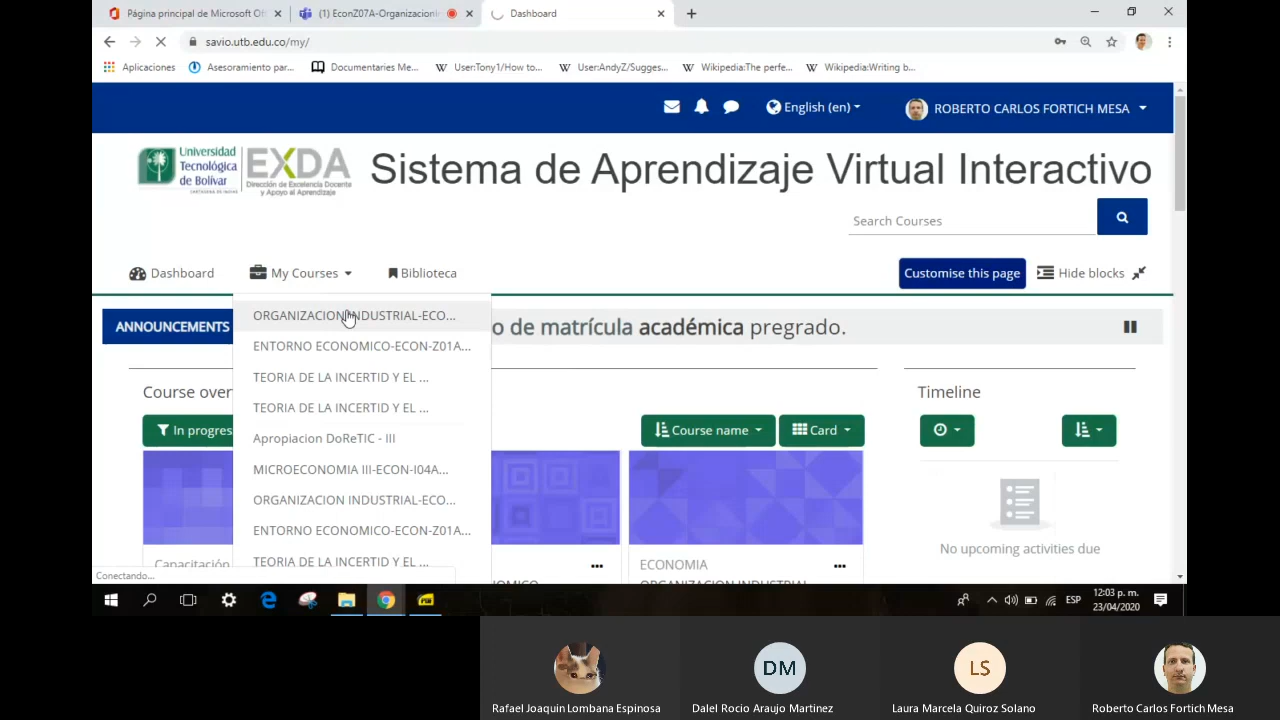 Página principal de Microsoft Of
(1) EconZ07A-Organización
Dashboard
savio.utb.edu.co/my/
Aplicaciones
Asesoramiento par...
Documentaries Me...
User:Tony1/How to...
User:AndyZ/Sugges...
Wikipedia:The perfe...
Wikipedia:Writing b...
English (en)
ROBERTO CARLOS FORTICH MESA
Universidad
Tecnológica
de Bolívar
CARTAGENA DE INDIAS
EXDA
Dirección de Excelencia Docente
y Apoyo al Aprendizaje
Sistema de Aprendizaje Virtual Interactivo
Search Courses
Dashboard
My Courses
Biblioteca
Customise this page
Hide blocks
ANNOUNCEMENTS
o de matrícula académica pregrado.
ORGANIZACION INDUSTRIAL-ECO...
ENTORNO ECONOMICO-ECON-Z01A...
TEORIA DE LA INCERTID Y EL ...
TEORIA DE LA INCERTID Y EL ...
Apropiacion DoReTIC - III
MICROECONOMIA III-ECON-I04A...
ORGANIZACION INDUSTRIAL-ECO...
ENTORNO ECONOMICO-ECON-Z01A...
TEORIA DE LA INCERTID Y EL ...
Course over
In progres
Course name
Card
Timeline
No upcoming activities due
Capacitación
ECONOMIA
ORGANIZACION INDUSTRIAL
Conectando...
ESP
12:03 p. m.
23/04/2020
DM
LS
Rafael Joaquin Lombana Espinosa
Dalel Rocio Araujo Martinez
Laura Marcela Quiroz Solano
Roberto Carlos Fortich Mesa